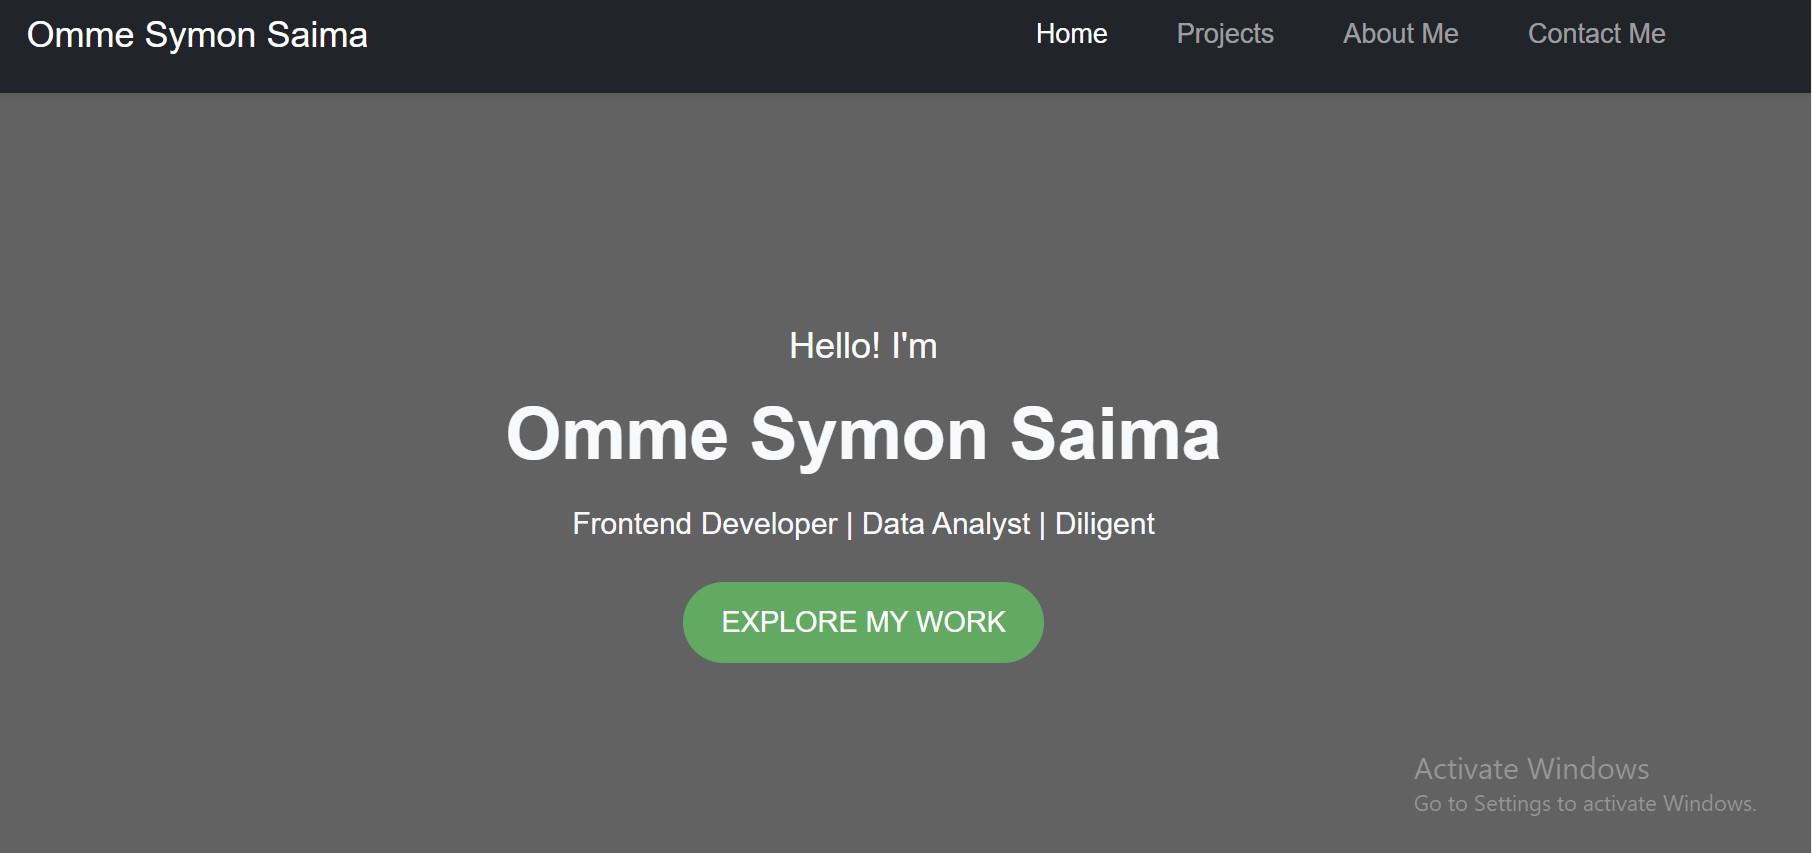 Omme Symon Saima
Home Projects About Me Contact Me
Hello! I'm
Omme Symon Saima
Frontend Developer | Data Analyst | Diligent
EXPLORE MY WORK
Activate Windows
Go to Settings to activate Windows.